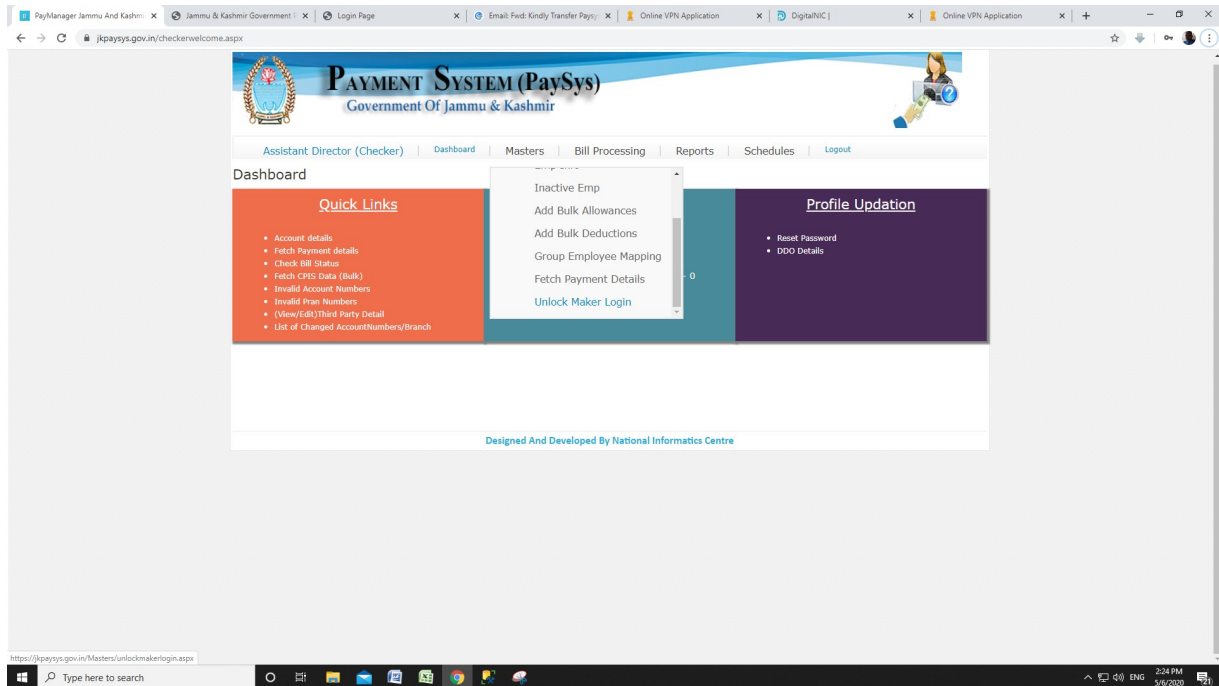 PayManager Jammu And Kashmi
Jammu & Kashmir Government
Login Page
Email: Fwd: Kindly Transfer Paysy
Online VPN Application
DigitalNIC |
Online VPN Application
jkpaysys.gov.in/checkerwelcome.aspx
PAYMENT SYSTEM (PaySys)
Government Of Jammu & Kashmir
Assistant Director (Checker) | Dashboard | Masters | Bill Processing | Reports | Schedules | Logout
Dashboard
Quick Links
• Account details
• Fetch Payment details
• Check Bill Status
• Fetch CPIS Data (Bulk)
• Invalid Account Numbers
• Invalid Pran Numbers
• (View/Edit)Third Party Detail
• List of Changed AccountNumbers/Branch
Inactive Emp
Add Bulk Allowances
Add Bulk Deductions
Group Employee Mapping
Fetch Payment Details
Unlock Maker Login
- 0
Profile Updation
• Reset Password
• DDO Details
Designed And Developed By National Informatics Centre
https://jkpaysys.gov.in/Masters/unlockmakerlogin.aspx
Type here to search
ENG
2:24 PM
5/6/2020
21